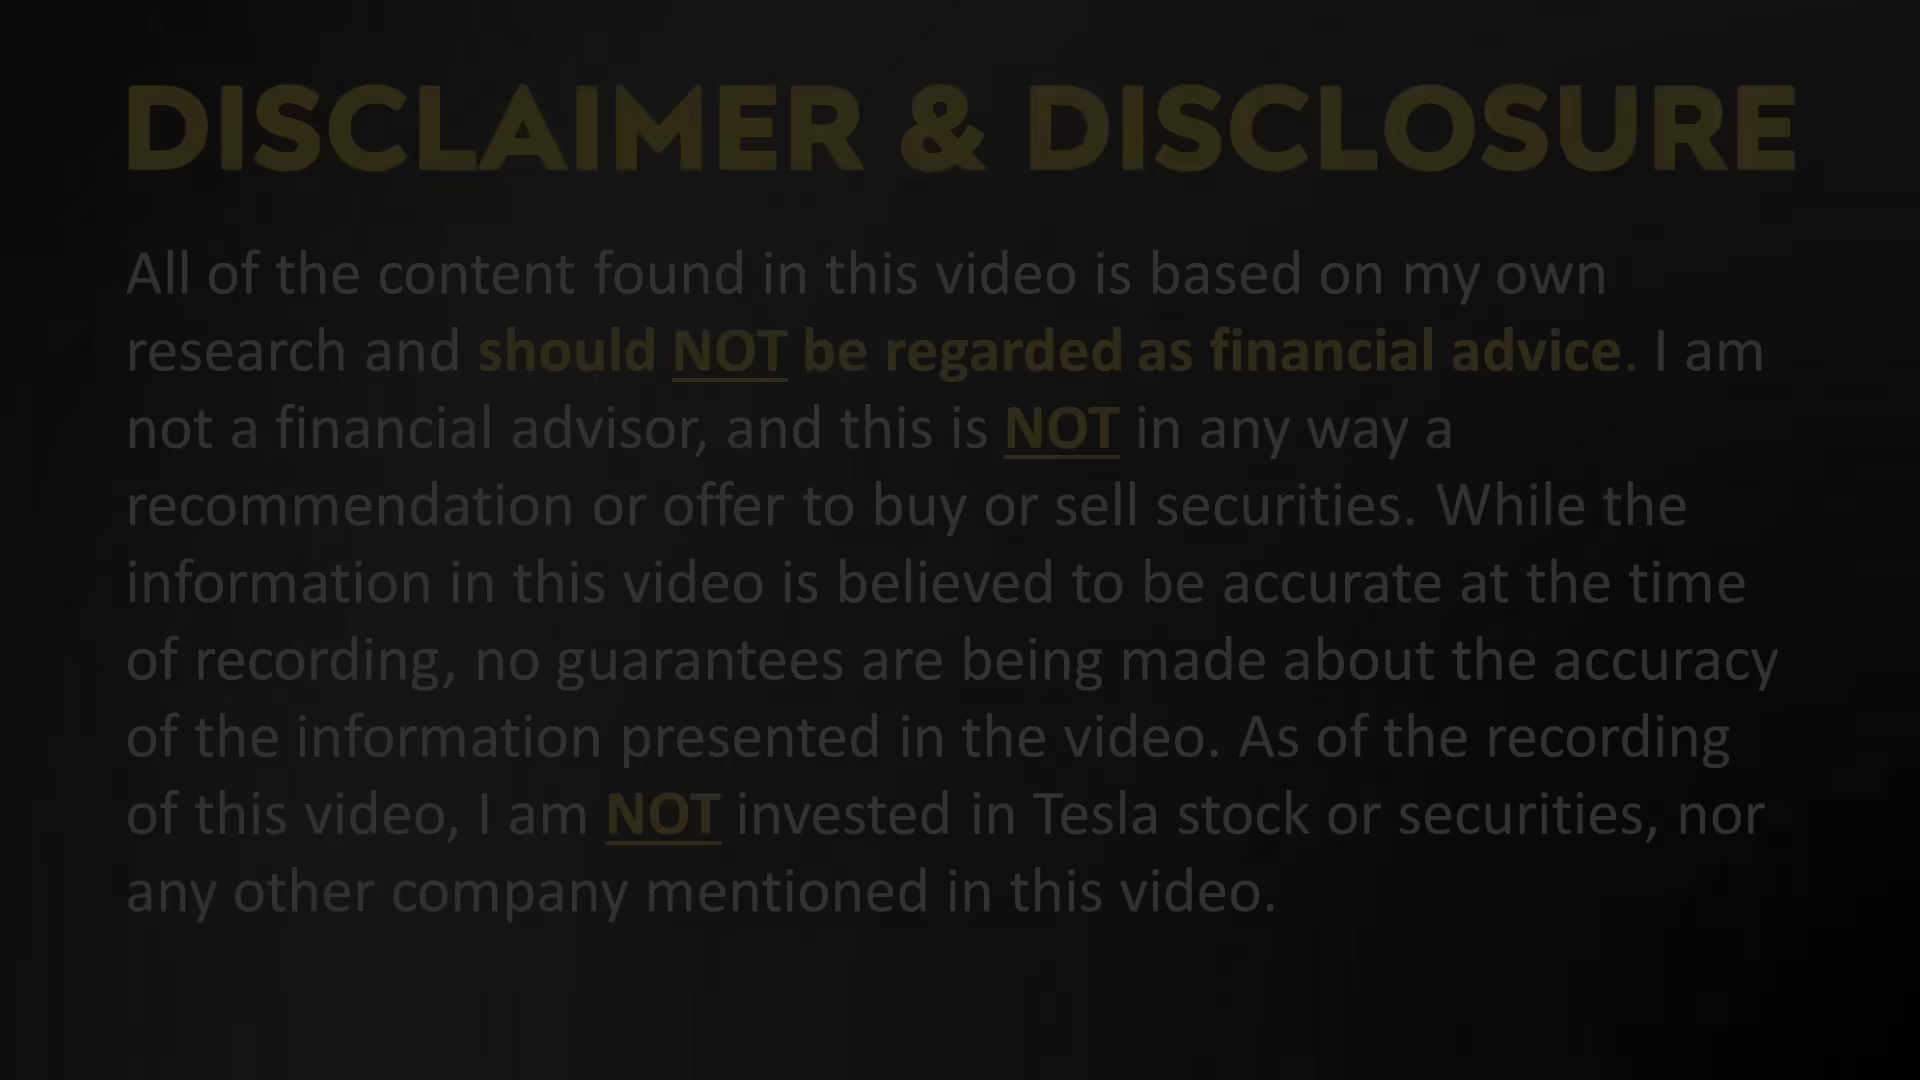 DISCLAIMER & DISCLOSURE
All of the content found in this video is based on my own
research and should NOT be regarded as financial advice. I am
not a financial advisor, and this is NOT in any way a
recommendation or offer to buy or sell securities. While the
information in this video is believed to be accurate at the time
of recording, no guarantees are being made about the accuracy
of the information presented in the video. As of the recording
of this video, I am NOT invested in Tesla stock or securities, nor
any other company mentioned in this video.